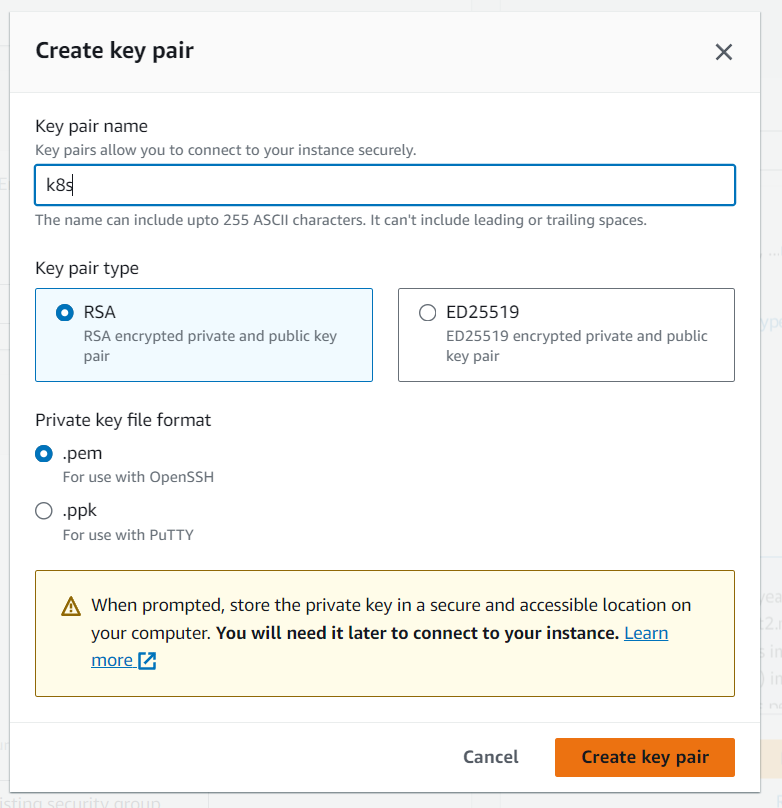 Create key pair
Key pair name
Key pairs allow you to connect to your instance securely.
k8s
The name can include upto 255 ASCII characters. It can't include leading or trailing spaces.
Key pair type
RSA
RSA encrypted private and public key
pair
ED25519
ED25519 encrypted private and public
key pair
Private key file format
.pem
For use with OpenSSH
.ppk
For use with PuTTY
When prompted, store the private key in a secure and accessible location on
your computer. You will need it later to connect to your instance. Learn
more
Cancel
Create key pair
security group